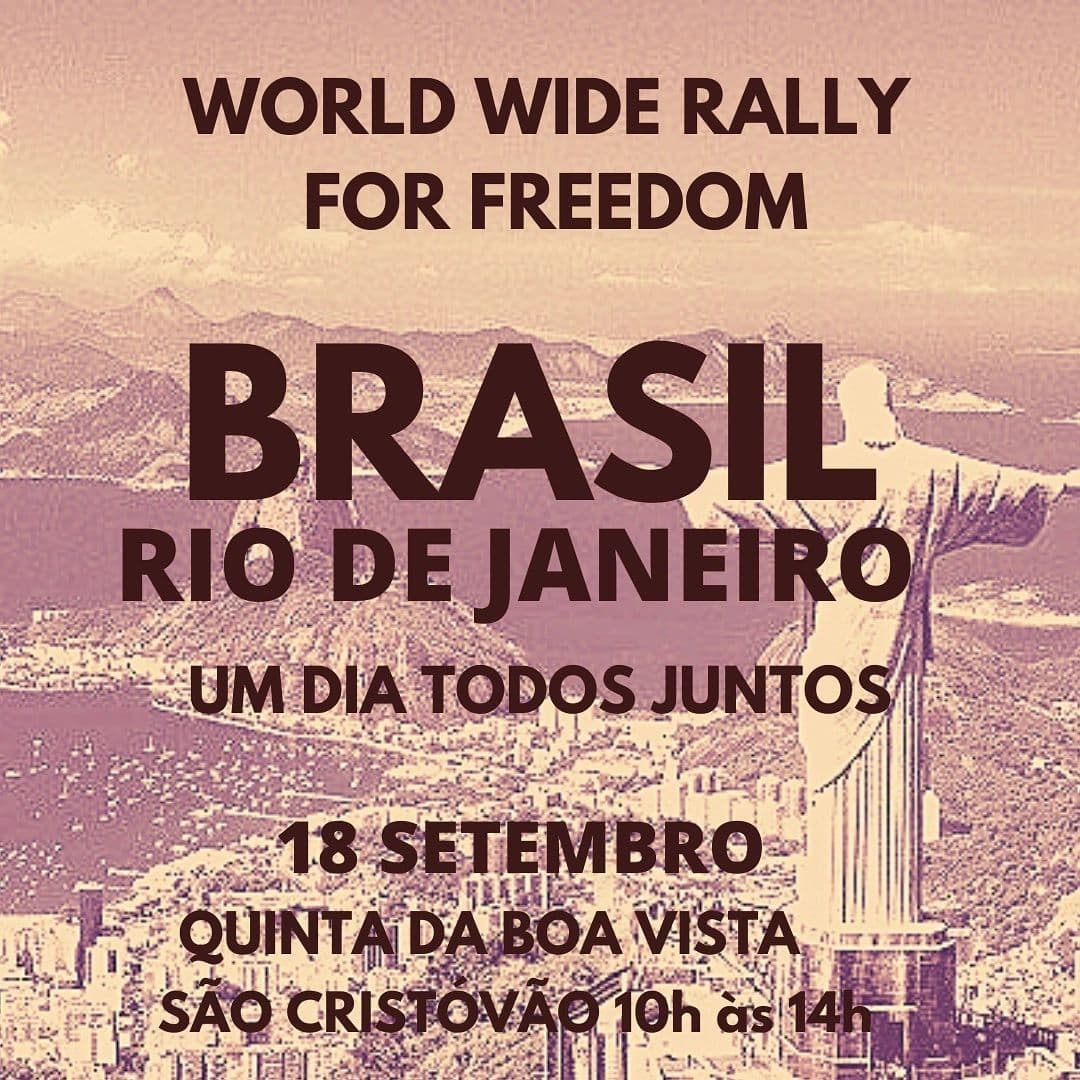 WORLD WIDE RALLY
FOR FREEDOM
BRASIL
RIO DE JANEIRO
UM DIA TODOS JUNTOS
18 SETEMBRO
QUINTA DA BOA VISTA
SÃO CRISTÓVÃO 10h às 14h